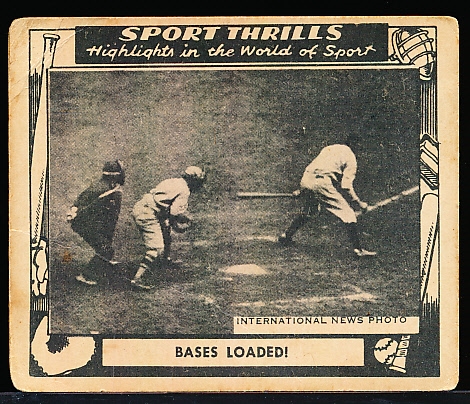 SPORT THRILLS
Highlights in the World of Sport
INTERNATIONAL NEWS PHOTO
BASES LOADED!